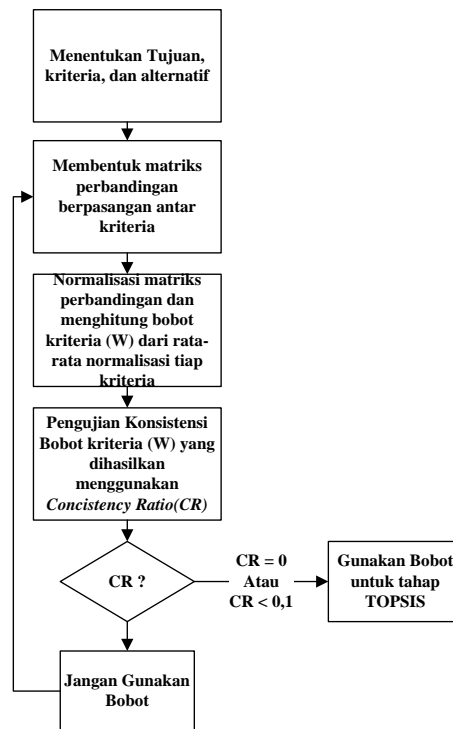 Menentukan Tujuan,
kriteria, dan alternatif
Membentuk matriks
perbandingan
berpasangan antar
kriteria
Normalisasi matriks
perbandingan dan
menghitung bobot
kriteria (W) dari rata-
rata normalisasi tiap
kriteria
Pengujian Konsistensi
Bobot kriteria (W) yang
dihasilkan
menggunakan
Concistency Ratio(CR)
CR ?
CR = 0
Atau
CR < 0,1
Gunakan Bobot
untuk tahap
TOPSIS
Jangan Gunakan
Bobot